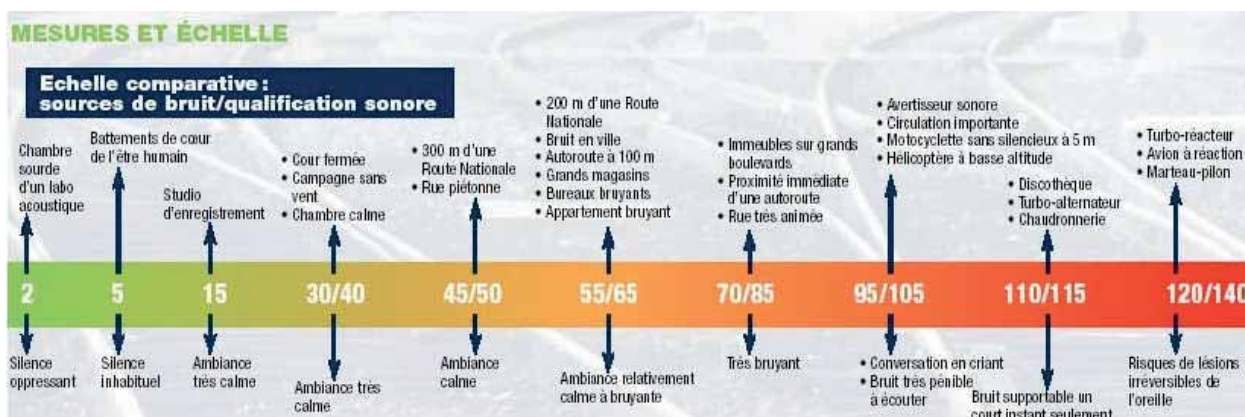 MESURES ET ÉCHELLE
Echelle comparative :
sources de bruit/qualification sonore
Chambre
sourde
d'un labo
acoustique
Battements de cœur
de l'être humain
Studio
d'enregistrement
• Cour fermée
• Campagne sans
vent
• Chambre calme
• 300 m d'une
Route Nationale
• Rue piétonne
• 200 m d'une Route
Nationale
• Bruit en ville
• Autoroute à 100 m
• Grands magasins
• Bureaux bruyants
• Appartement bruyant
• Immeubles sur grands
boulevards
• Proximité immédiate
d'une autoroute
• Rue très animée
• Avertisseur sonore
• Circulation importante
• Motocyclette sans silencieux à 5 m
• Hélicoptère à basse altitude
• Discothèque
• Turbo-alternateur
• Chaudronnerie
• Turbo-réacteur
• Avion à réaction
• Marteau-pilon
2 5 15 30/40 45/50 55/65 70/85 95/105 110/115 120/140
Silence
oppressant
Silence
inhabituel
Ambiance
très calme
Ambiance très
calme
Ambiance
calme
Ambiance relativement
calme à bruyante
Très bruyant
• Conversation en criant
• Bruit très pénible
à écouter
Bruit supportable un
court instant seulement
Risques de lésions
irréversibles de
l'oreille